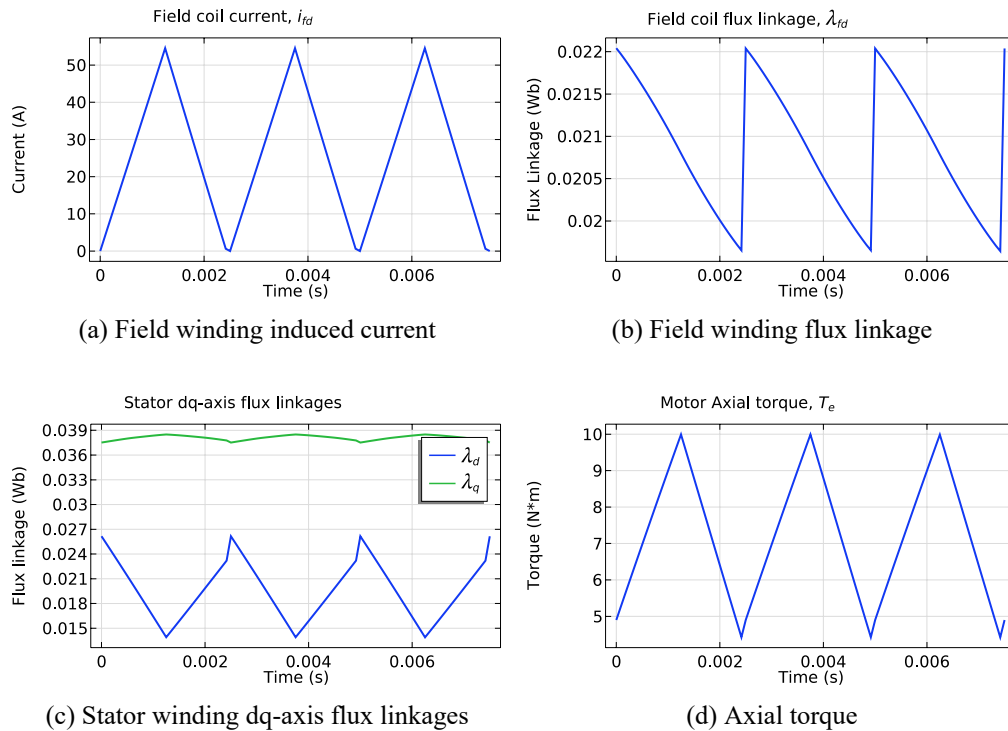 Field coil current, i_fd
Current (A)
50
40
30
20
10
0
0 0.002 0.004 0.006
Time (s)
(a) Field winding induced current
Field coil flux linkage, λ_fd
Flux Linkage (Wb)
0.022
0.0215
0.021
0.0205
0.02
0 0.002 0.004 0.006
Time (s)
(b) Field winding flux linkage
Stator dq-axis flux linkages
Flux linkage (Wb)
0.039
0.036
0.033
0.03
0.027
0.024
0.021
0.018
0.015
λ_d
λ_q
0 0.002 0.004 0.006
Time (s)
(c) Stator winding dq-axis flux linkages
Motor Axial torque, T_e
Torque (N*m)
10
9
8
7
6
5
0 0.002 0.004 0.006
Time (s)
(d) Axial torque